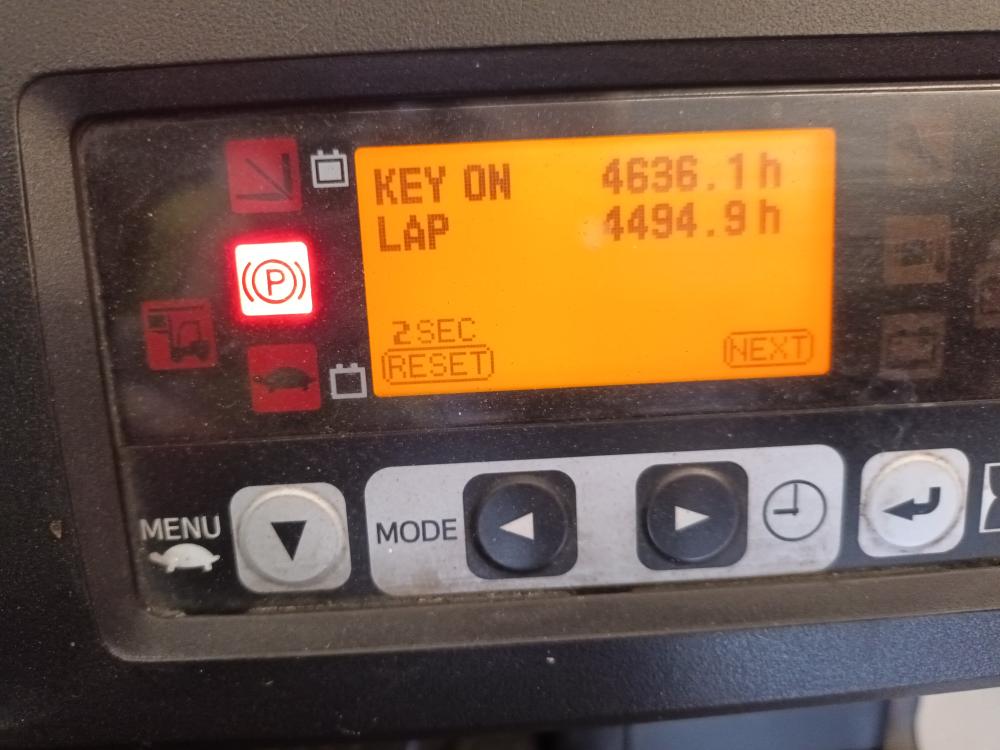 KEY ON 4636.1h
LAP 4494.9h
2SEC
RESET NEXT
P
MENU
MODE